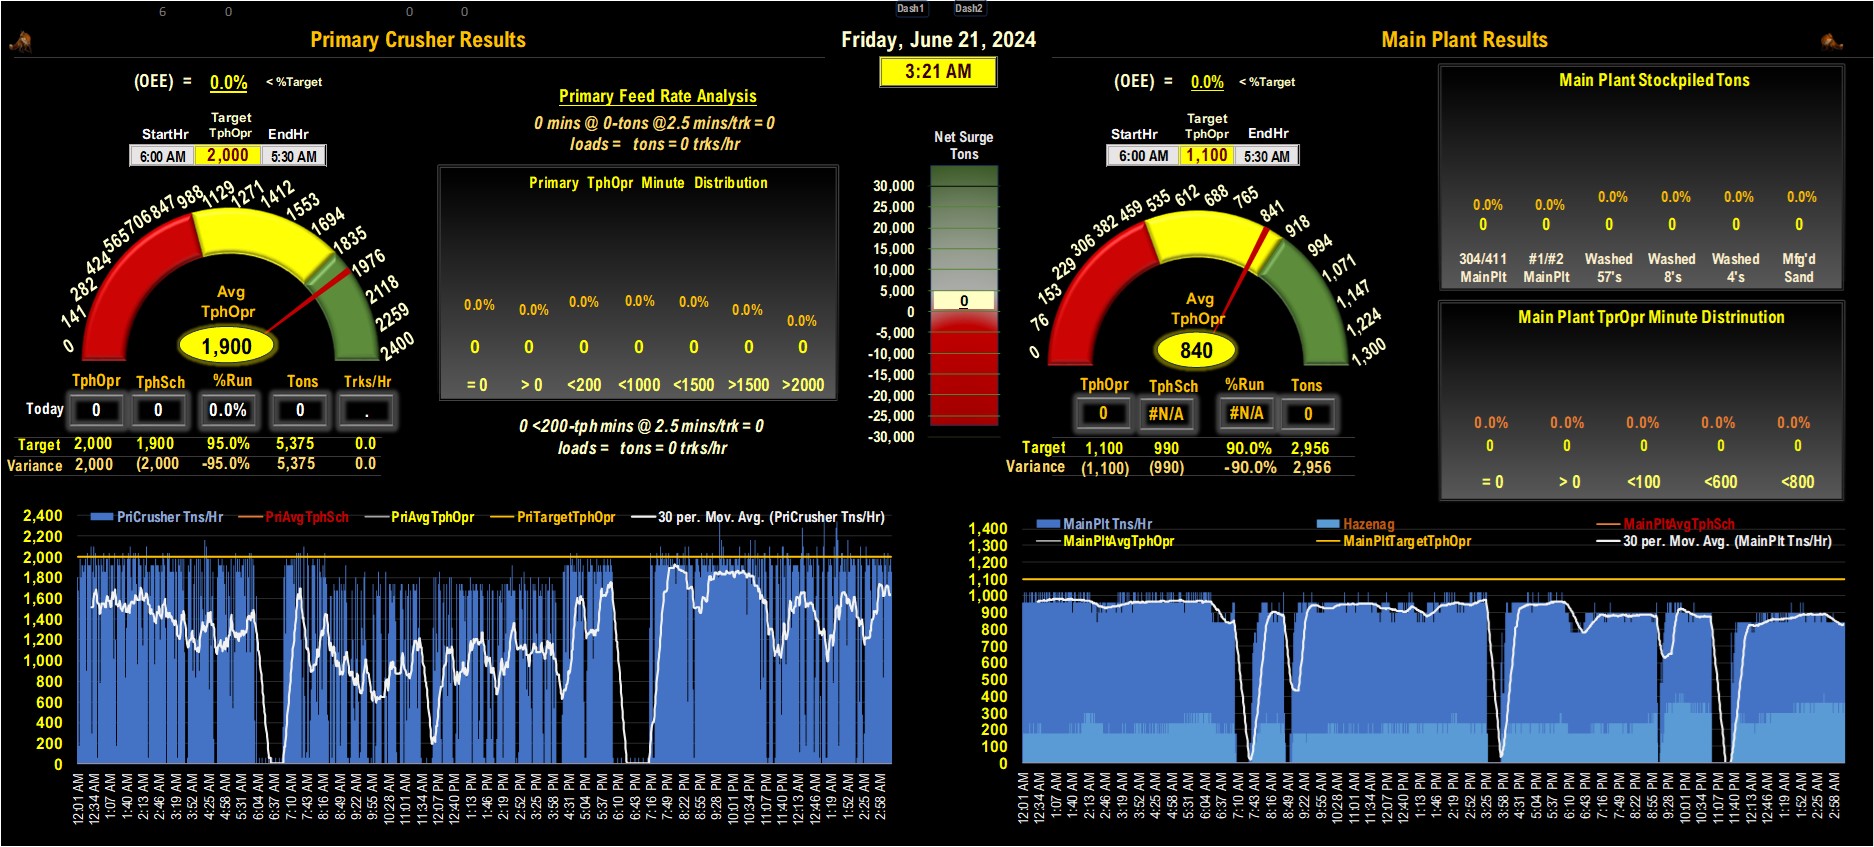 6 0 0 0 Dash1 Dash2
Primary Crusher Results
Friday, June 21, 2024
Main Plant Results
3:21 AM
(OEE) = 0.0% < %Target
Target
StartHr TphOpr EndHr
6:00 AM 2,000 5:30 AM
0 141 282 424 565 706 847 988 1129 1271 1412 1553 1694 1835 1976 2118 2259 2400
Avg
TphOpr
1,900
TphOpr TphSch %Run Tons Trks/Hr
Today 0 0 0.0% 0 .
Target 2,000 1,900 95.0% 5,375 0.0
Variance 2,000 (2,000 -95.0% 5,375 0.0
Primary Feed Rate Analysis
0 mins @ 0-tons @2.5 mins/trk = 0
loads = tons = 0 trks/hr
Primary TphOpr Minute Distribution
0.0% 0.0% 0.0% 0.0% 0.0% 0.0% 0.0%
0 0 0 0 0 0 0
= 0 > 0 <200 <1000 <1500 >1500 >2000
0 <200-tph mins @ 2.5 mins/trk = 0
loads = tons = 0 trks/hr
Net Surge
Tons
30,000
25,000
20,000
15,000
10,000
5,000
0
0
-5,000
-10,000
-15,000
-20,000
-25,000
-30,000
(OEE) = 0.0% < %Target
Target
StartHr TphOpr EndHr
6:00 AM 1,100 5:30 AM
0 76 153 229 306 382 459 535 612 688 765 841 918 994 1,071 1,147 1,224 1,300
Avg
TphOpr
840
TphOpr TphSch %Run Tons
0 #N/A #N/A 0
Target 1,100 990 90.0% 2,956
Variance (1,100) (990) -90.0% 2,956
Main Plant Stockpiled Tons
0.0% 0.0% 0.0% 0.0% 0.0% 0.0%
0 0 0 0 0 0
304/411 #1/#2 Washed Washed Washed Mfg'd
MainPlt MainPlt 57's 8's 4's Sand
Main Plant TprOpr Minute Distrinution
0.0% 0.0% 0.0% 0.0% 0.0%
0 0 0 0 0
= 0 > 0 <100 <600 <800
PriCrusher Tns/Hr PriAvgTphSch PriAvgTphOpr PriTargetTphOpr 30 per. Mov. Avg. (PriCrusher Tns/Hr)
2,400
2,200
2,000
1,800
1,600
1,400
1,200
1,000
800
600
400
200
0
12:01 AM 12:34 AM 1:07 AM 1:40 AM 2:13 AM 2:46 AM 3:19 AM 3:52 AM 4:25 AM 4:58 AM 5:31 AM 6:04 AM 6:37 AM 7:10 AM 7:43 AM 8:16 AM 8:49 AM 9:22 AM 9:55 AM 10:28 AM 11:01 AM 11:34 AM 12:07 PM 12:40 PM 1:13 PM 1:46 PM 2:19 PM 2:52 PM 3:25 PM 3:58 PM 4:31 PM 5:04 PM 5:37 PM 6:10 PM 6:43 PM 7:16 PM 7:49 PM 8:22 PM 8:55 PM 9:28 PM 10:01 PM 10:34 PM 11:07 PM 11:40 PM 12:13 AM 12:46 AM 1:19 AM 1:52 AM 2:25 AM 2:58 AM
MainPlt Tns/Hr Hazenag MainPltAvgTphSch
MainPltAvgTphOpr MainPltTargetTphOpr 30 per. Mov. Avg. (MainPlt Tns/Hr)
1,400
1,300
1,200
1,100
1,000
900
800
700
600
500
400
300
200
100
0
12:01 AM 12:34 AM 1:07 AM 1:40 AM 2:13 AM 2:46 AM 3:19 AM 3:52 AM 4:25 AM 4:58 AM 5:31 AM 6:04 AM 6:37 AM 7:10 AM 7:43 AM 8:16 AM 8:49 AM 9:22 AM 9:55 AM 10:28 AM 11:01 AM 11:34 AM 12:07 PM 12:40 PM 1:13 PM 1:46 PM 2:19 PM 2:52 PM 3:25 PM 3:58 PM 4:31 PM 5:04 PM 5:37 PM 6:10 PM 6:43 PM 7:16 PM 7:49 PM 8:22 PM 8:55 PM 9:28 PM 10:01 PM 10:34 PM 11:07 PM 11:40 PM 12:13 AM 12:46 AM 1:19 AM 1:52 AM 2:25 AM 2:58 AM